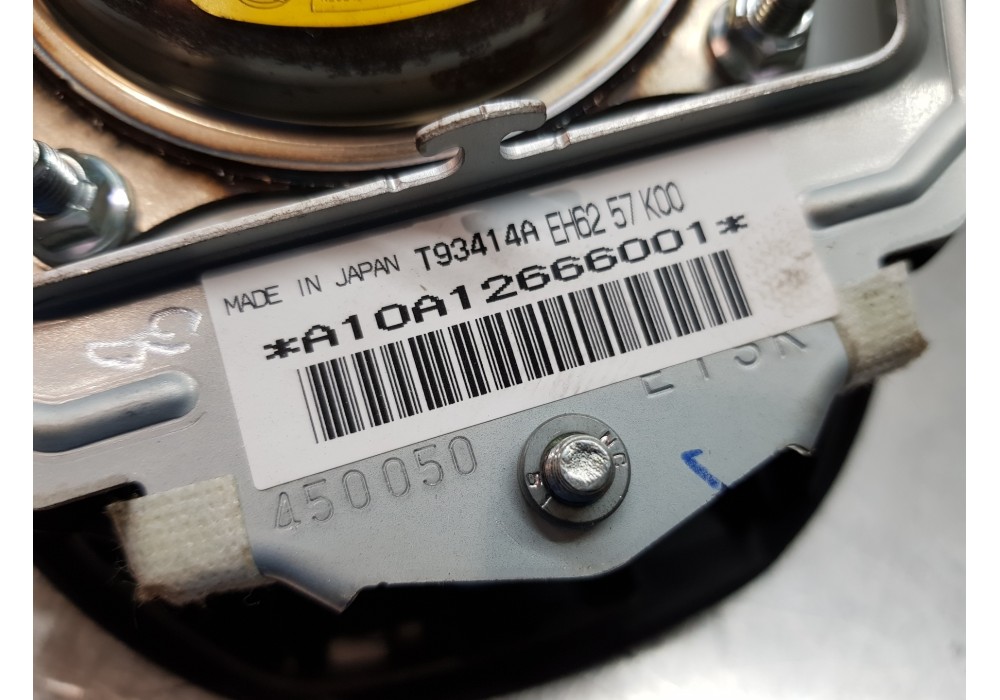 MADE IN JAPAN T93414A EH62 57 K00
*A10A12666001*
450050